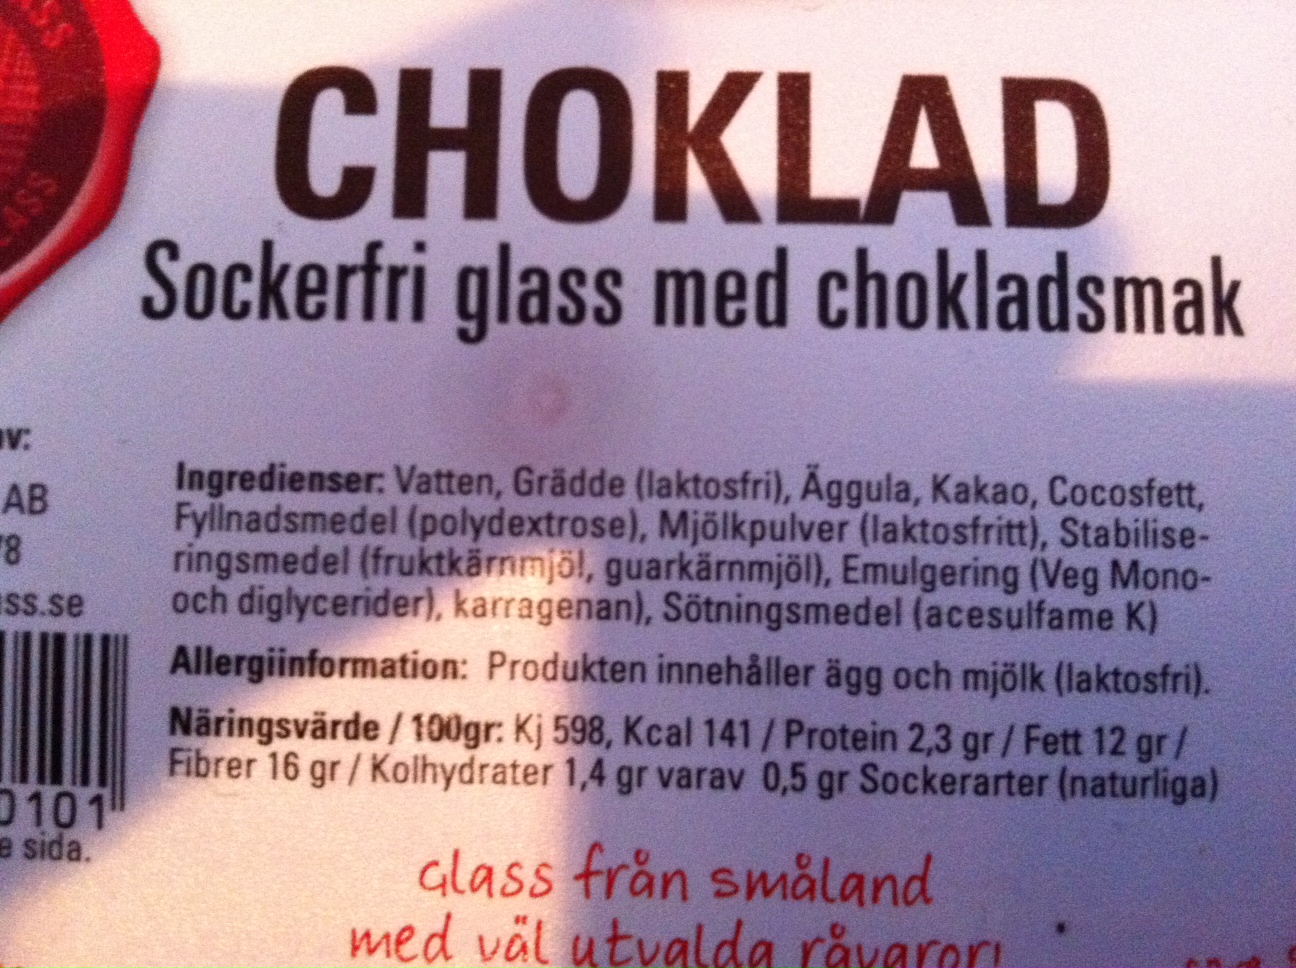 CHOKLAD
Sockerfri glass med chokladsmak
Ingredienser: Vatten, Grädde (laktosfri), Äggula, Kakao, Cocosfett,
Fyllnadsmedel (polydextrose), Mjölkpulver (laktosfritt), Stabilise-
ringsmedel (fruktkärnmjöl, guarkärnmjöl), Emulgering (Veg Mono-
och diglycerider), karragenan), Sötningsmedel (acesulfame K)
Allergiinformation: Produkten innehåller ägg och mjölk (laktosfri).
Näringsvärde / 100gr: Kj 598, Kcal 141 / Protein 2,3 gr / Fett 12 gr /
Fibrer 16 gr / Kolhydrater 1,4 gr varav 0,5 gr Sockerarter (naturliga)
Glass från småland
med väl utvalda råvaror!
AB
ss.se
0101
sida.